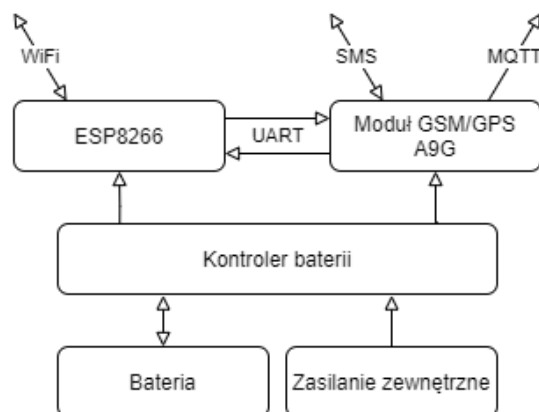 WiFi
SMS
MQTT
ESP8266
UART
Moduł GSM/GPS
A9G
Kontroler baterii
Bateria
Zasilanie zewnętrzne